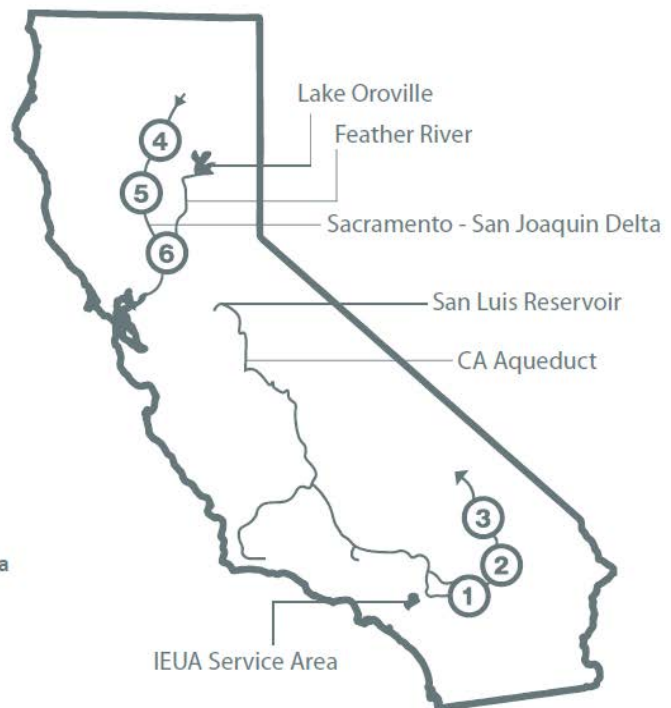 Lake Oroville
Feather River
4
5
Sacramento - San Joaquin Delta
6
San Luis Reservoir
CA Aqueduct
3
a
2
1
IEUA Service Area